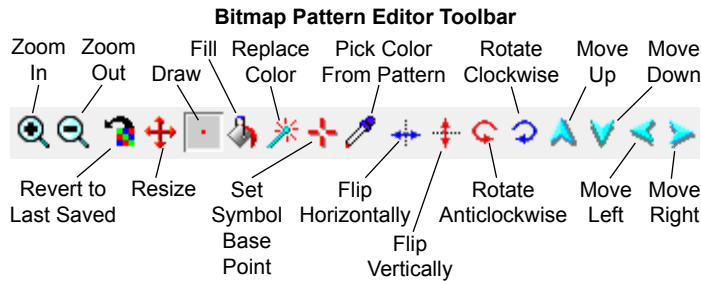 Bitmap Pattern Editor Toolbar
Zoom In
Zoom Out
Draw
Fill
Replace Color
Pick Color From Pattern
Rotate Clockwise
Move Up
Move Down
Revert to Last Saved
Resize
Set Symbol Base Point
Flip Horizontally
Flip Vertically
Rotate Anticlockwise
Move Left
Move Right